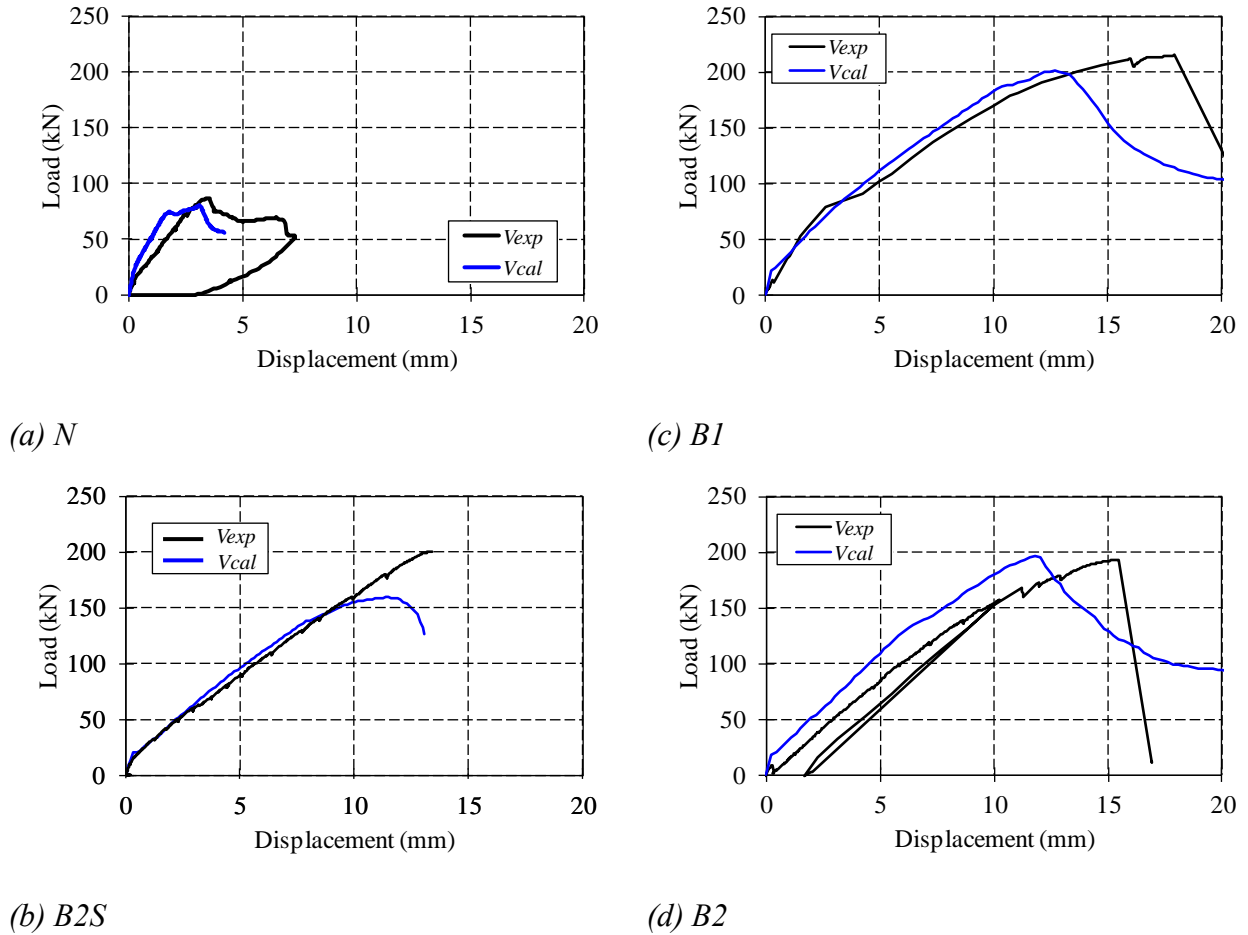 250
200
150
100
50
0
Load (kN)
Vexp
Vcal
0 5 10 15 20
Displacement (mm)
(a) N
250
200
150
100
50
0
Load (kN)
Vexp
Vcal
0 5 10 15 20
Displacement (mm)
(c) B1
250
200
150
100
50
0
Load (kN)
Vexp
Vcal
0 5 10 15 20
Displacement (mm)
(b) B2S
250
200
150
100
50
0
Load (kN)
Vexp
Vcal
0 5 10 15 20
Displacement (mm)
(d) B2